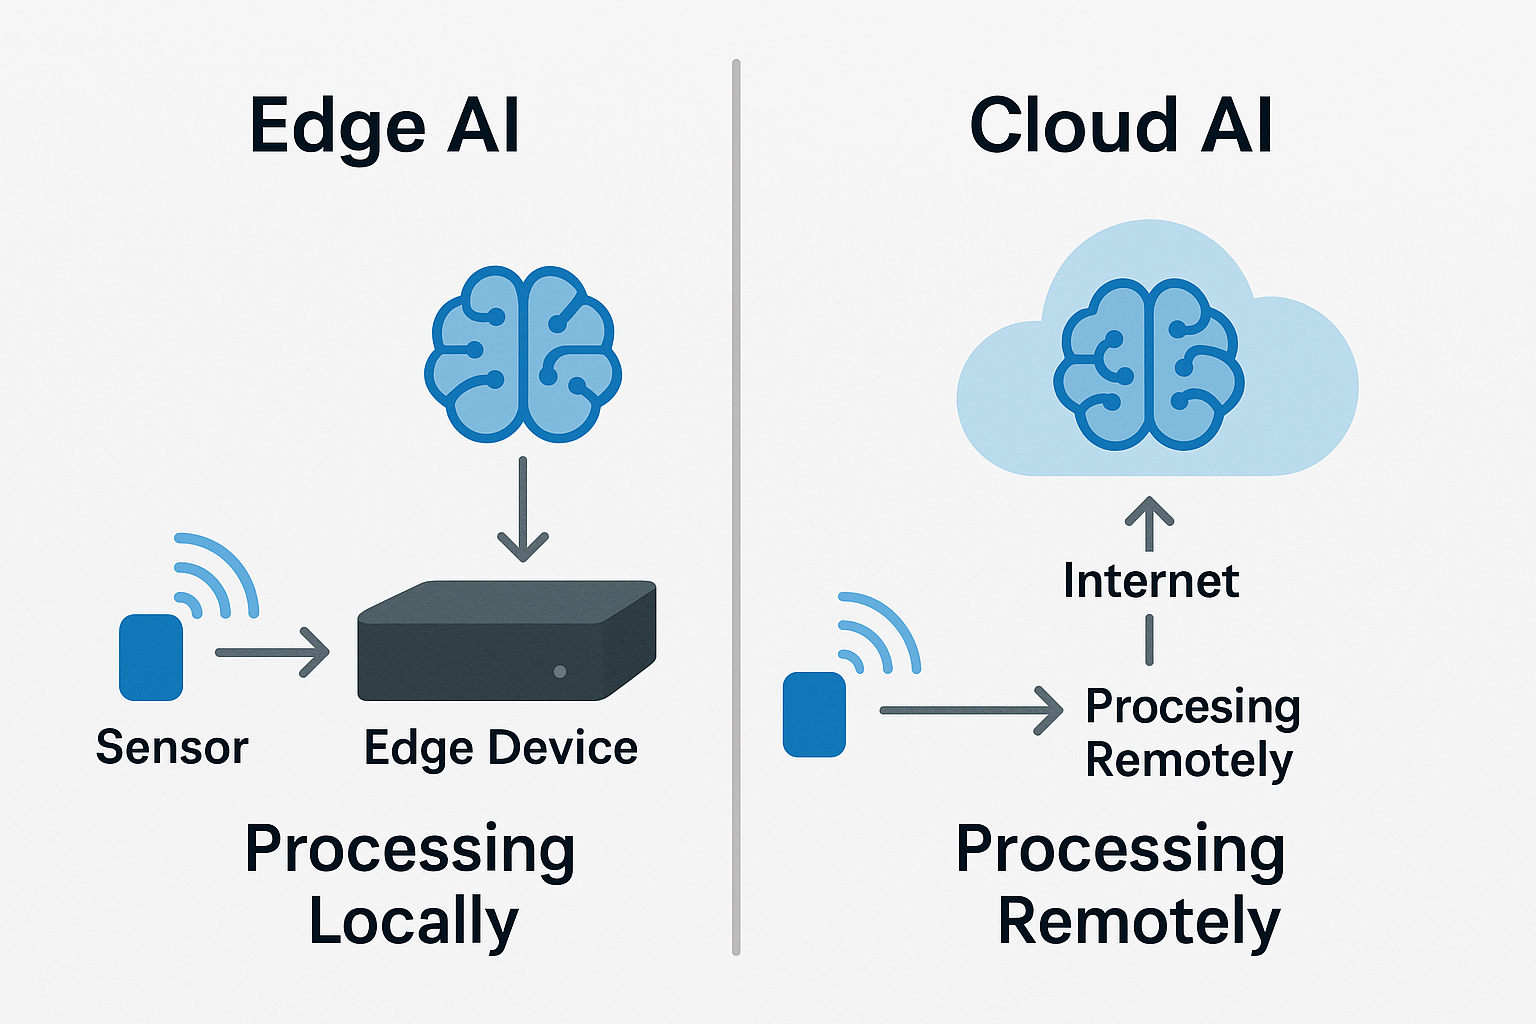 Edge AI
Sensor
Edge Device
Processing
Locally
Cloud AI
Internet
Procesing
Remotely
Processing
Remotely